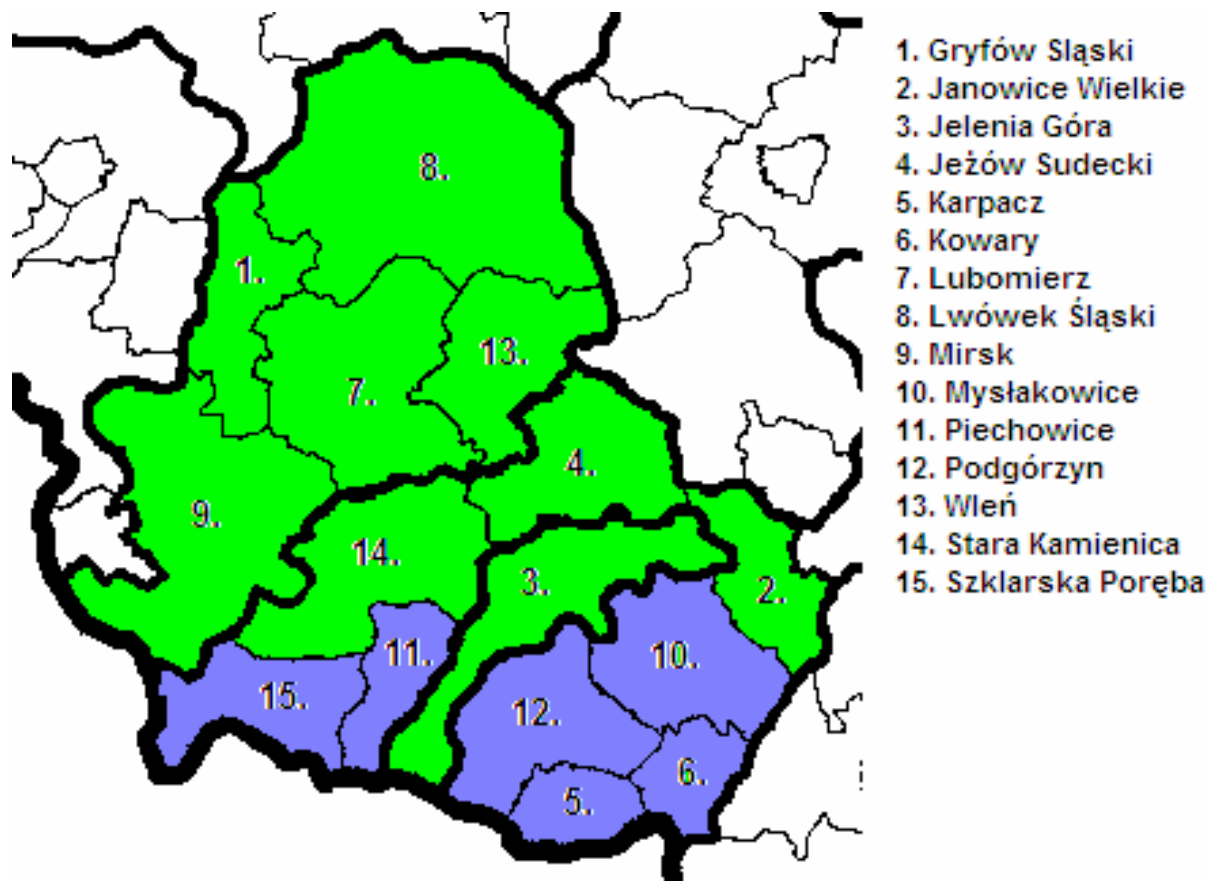 8.
1.
13.
7.
4.
9.
14.
3.
2.
11.
10.
15.
12.
6.
5.
1. Gryfów Sląski
2. Janowice Wielkie
3. Jelenia Góra
4. Jeżów Sudecki
5. Karpacz
6. Kowary
7. Lubomierz
8. Lwówek Śląski
9. Mirsk
10. Mysłakowice
11. Piechowice
12. Podgórzyn
13. Wleń
14. Stara Kamienica
15. Szklarska Poręba